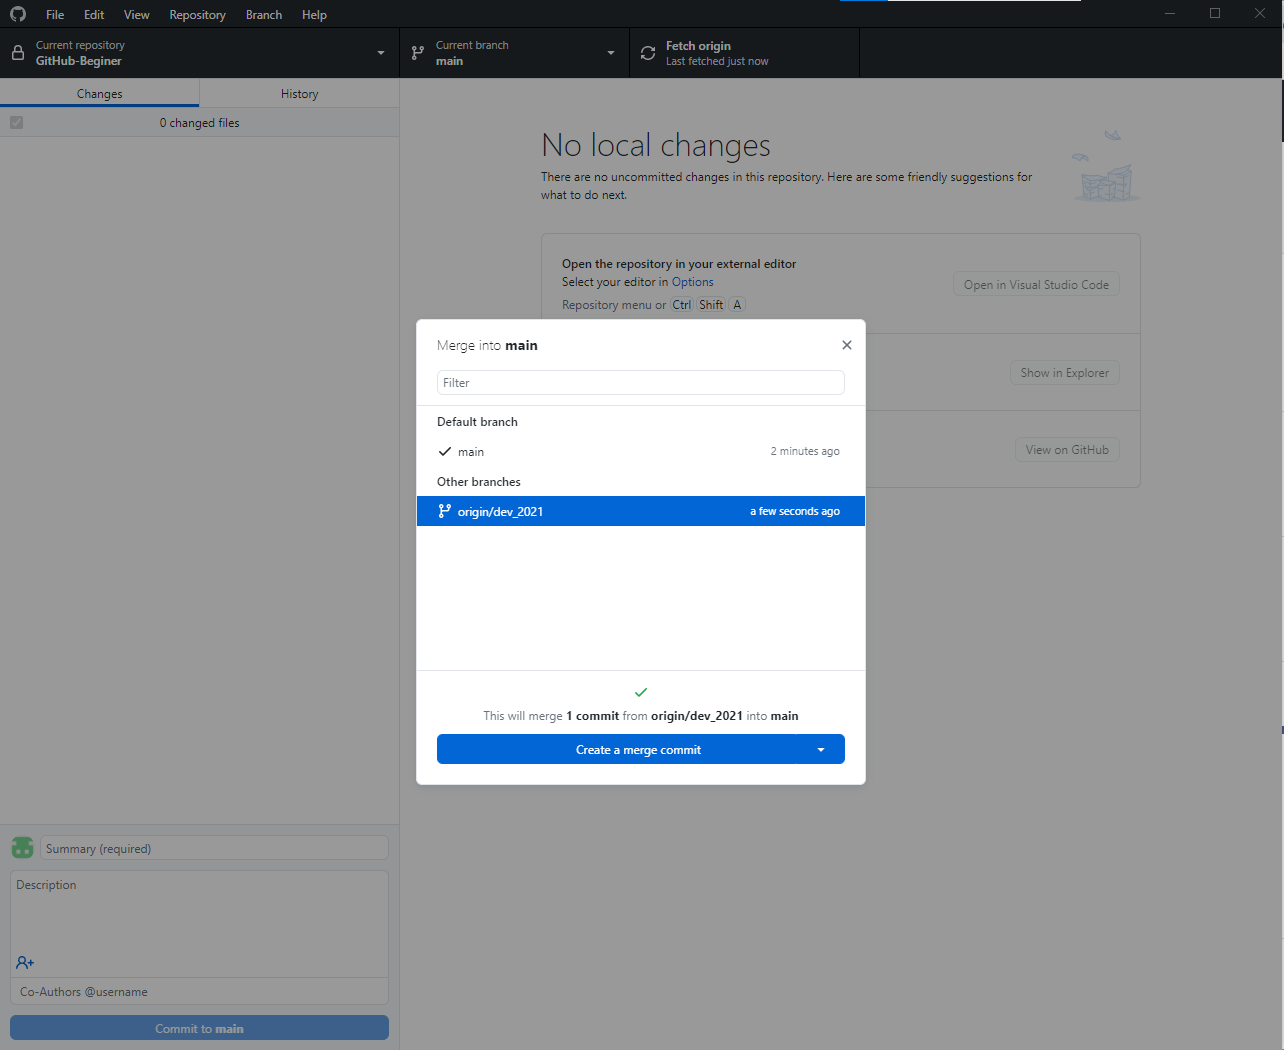 File Edit View Repository Branch Help
Current repository
GitHub-Beginer
Current branch
main
Fetch origin
Last fetched just now
Changes
History
0 changed files
No local changes
There are no uncommitted changes in this repository. Here are some friendly suggestions for
what to do next.
Open the repository in your external editor
Select your editor in Options
Repository menu or Ctrl Shift A
Open in Visual Studio Code
Show in Explorer
View on GitHub
Merge into main
Filter
Default branch
main 2 minutes ago
Other branches
origin/dev_2021 a few seconds ago
This will merge 1 commit from origin/dev_2021 into main
Create a merge commit
Summary (required)
Description
Co-Authors @username
Commit to main